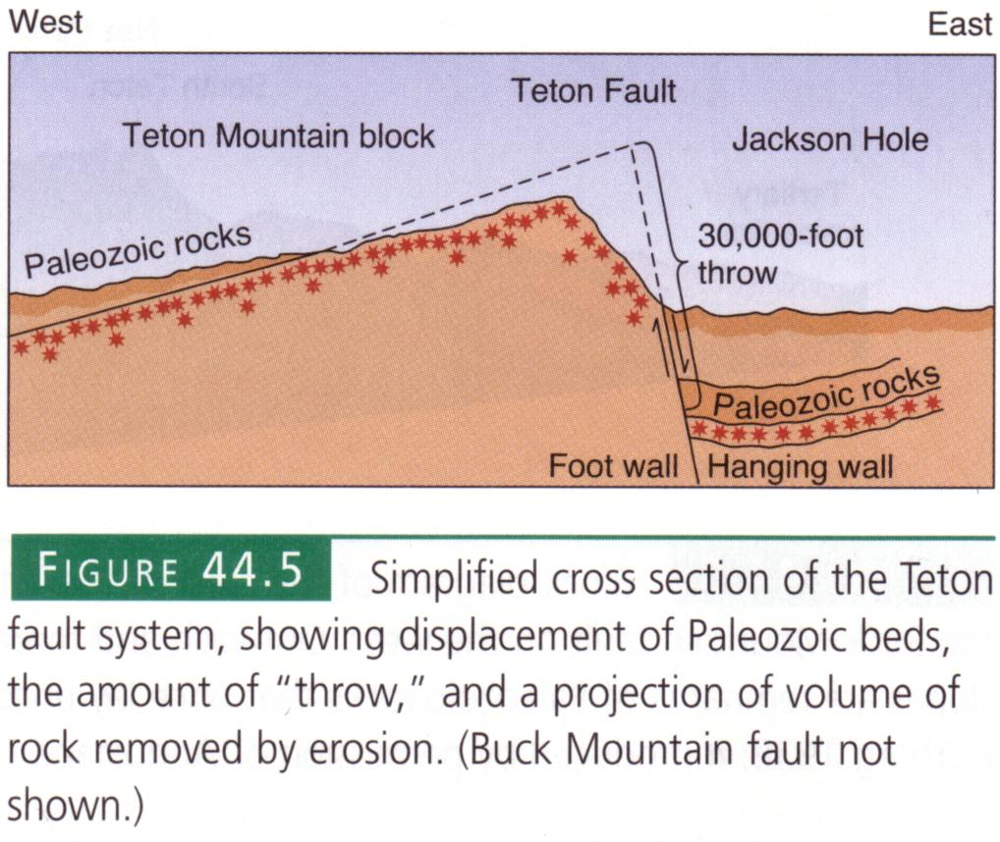 West
East
Teton Fault
Teton Mountain block
Jackson Hole
Paleozoic rocks
30,000-foot
throw
Paleozoic rocks
Foot wall
Hanging wall
FIGURE 44.5 Simplified cross section of the Teton
fault system, showing displacement of Paleozoic beds,
the amount of “throw,” and a projection of volume of
rock removed by erosion. (Buck Mountain fault not
shown.)